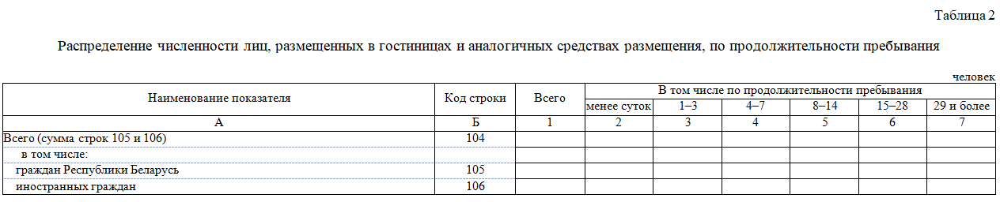 Таблица 2
Распределение численности лиц, размещенных в гостиницах и аналогичных средствах размещения, по продолжительности пребывания
человек
Наименование показателя Код строки Всего В том числе по продолжительности пребывания
менее суток 1–3 4–7 8–14 15–28 29 и более
А Б 1 2 3 4 5 6 7
Всего (сумма строк 105 и 106) 104
в том числе:
граждан Республики Беларусь 105
иностранных граждан 106